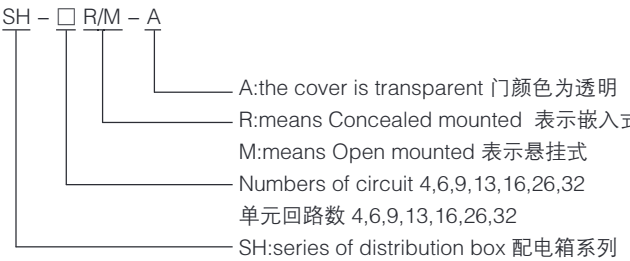 SH – □ R/M – A
A:the cover is transparent 门颜色为透明
R:means Concealed mounted 表示嵌入式
M:means Open mounted 表示悬挂式
Numbers of circuit 4,6,9,13,16,26,32
单元回路数 4,6,9,13,16,26,32
SH:series of distribution box 配电箱系列